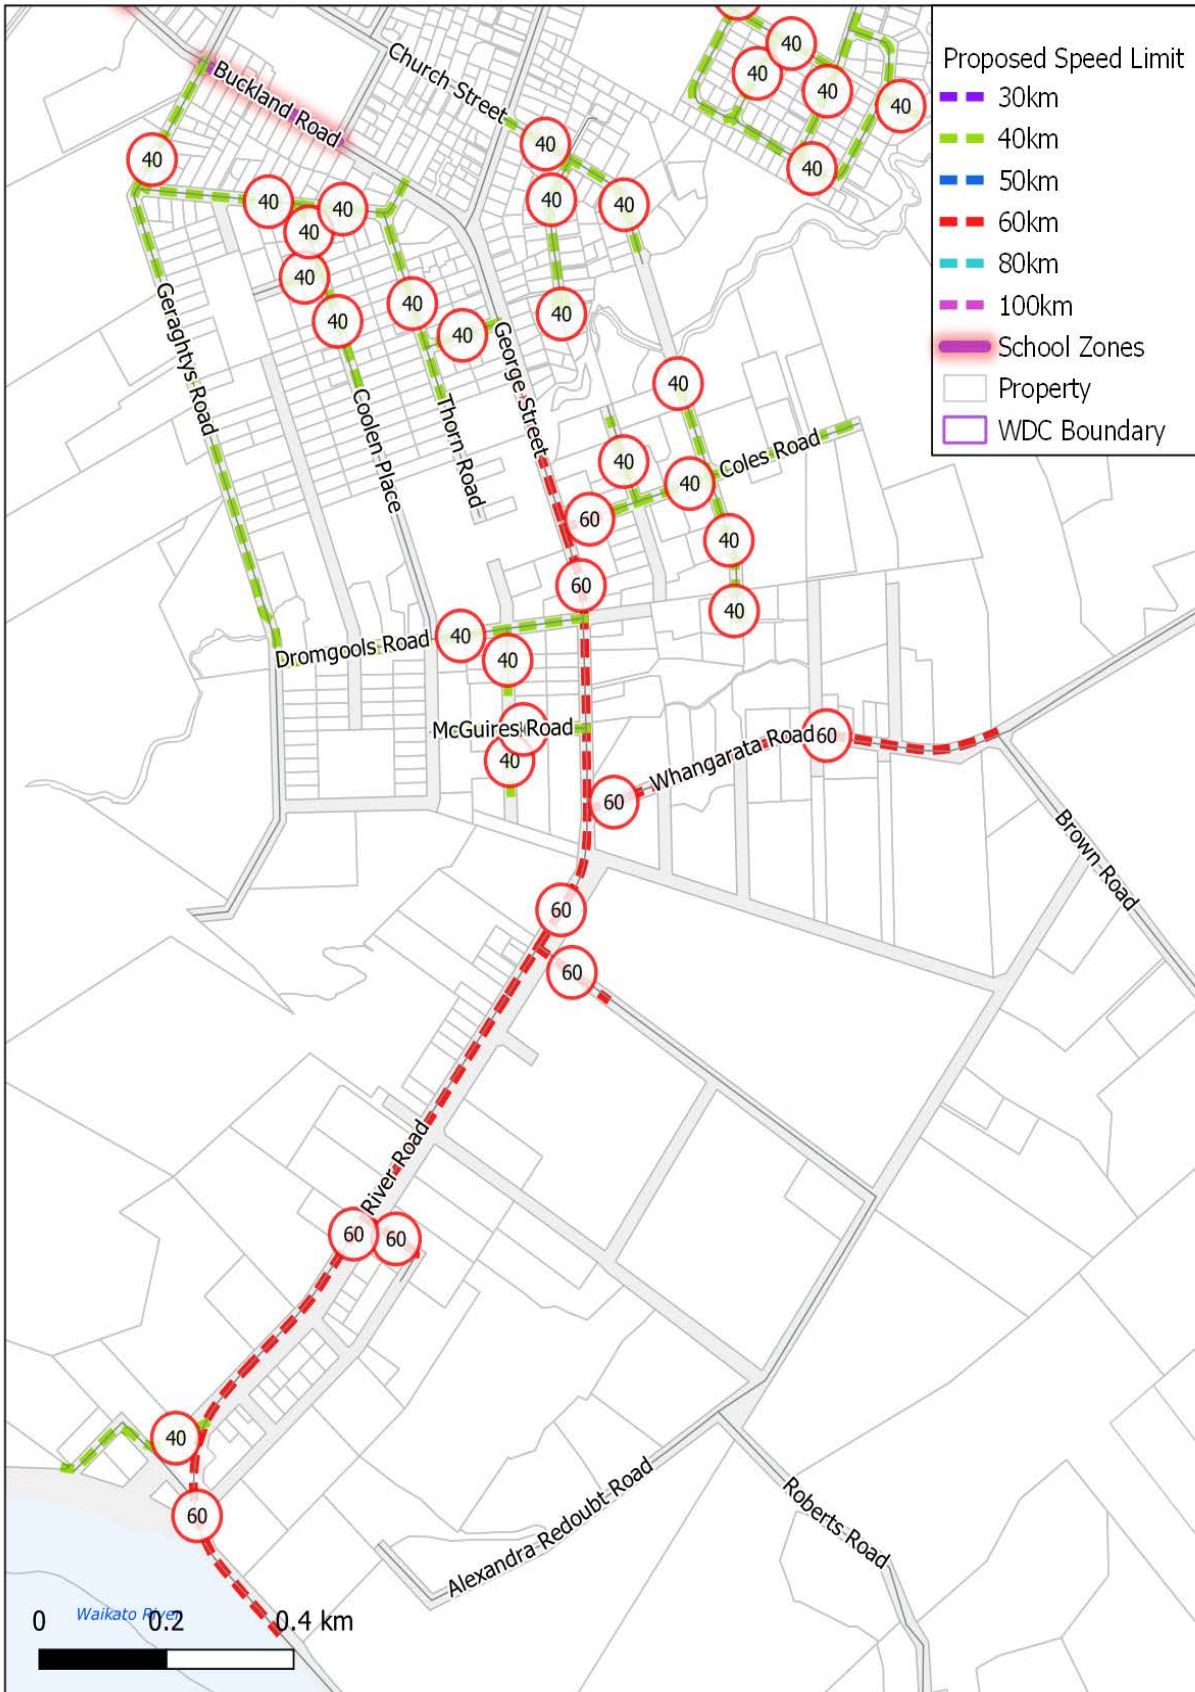 Proposed Speed Limit
30km
40km
50km
60km
80km
100km
School Zones
Property
WDC Boundary
40
40
40
40
Church Street
40
Buckland Road
40
40
40
40
40
40
40
40
40
40
40
40
40
George Street
Geraghtys Road
40
Coolen Place
Thorn Road
Coles Road
40
40
60
40
60
40
40
Dromgools Road
40
McGuires Road
40
Whangarata Road
60
60
Brown Road
60
60
River Road
60
60
40
60
Alexandra Redoubt Road
Roberts Road
Waikato River
0 0.2 0.4 km